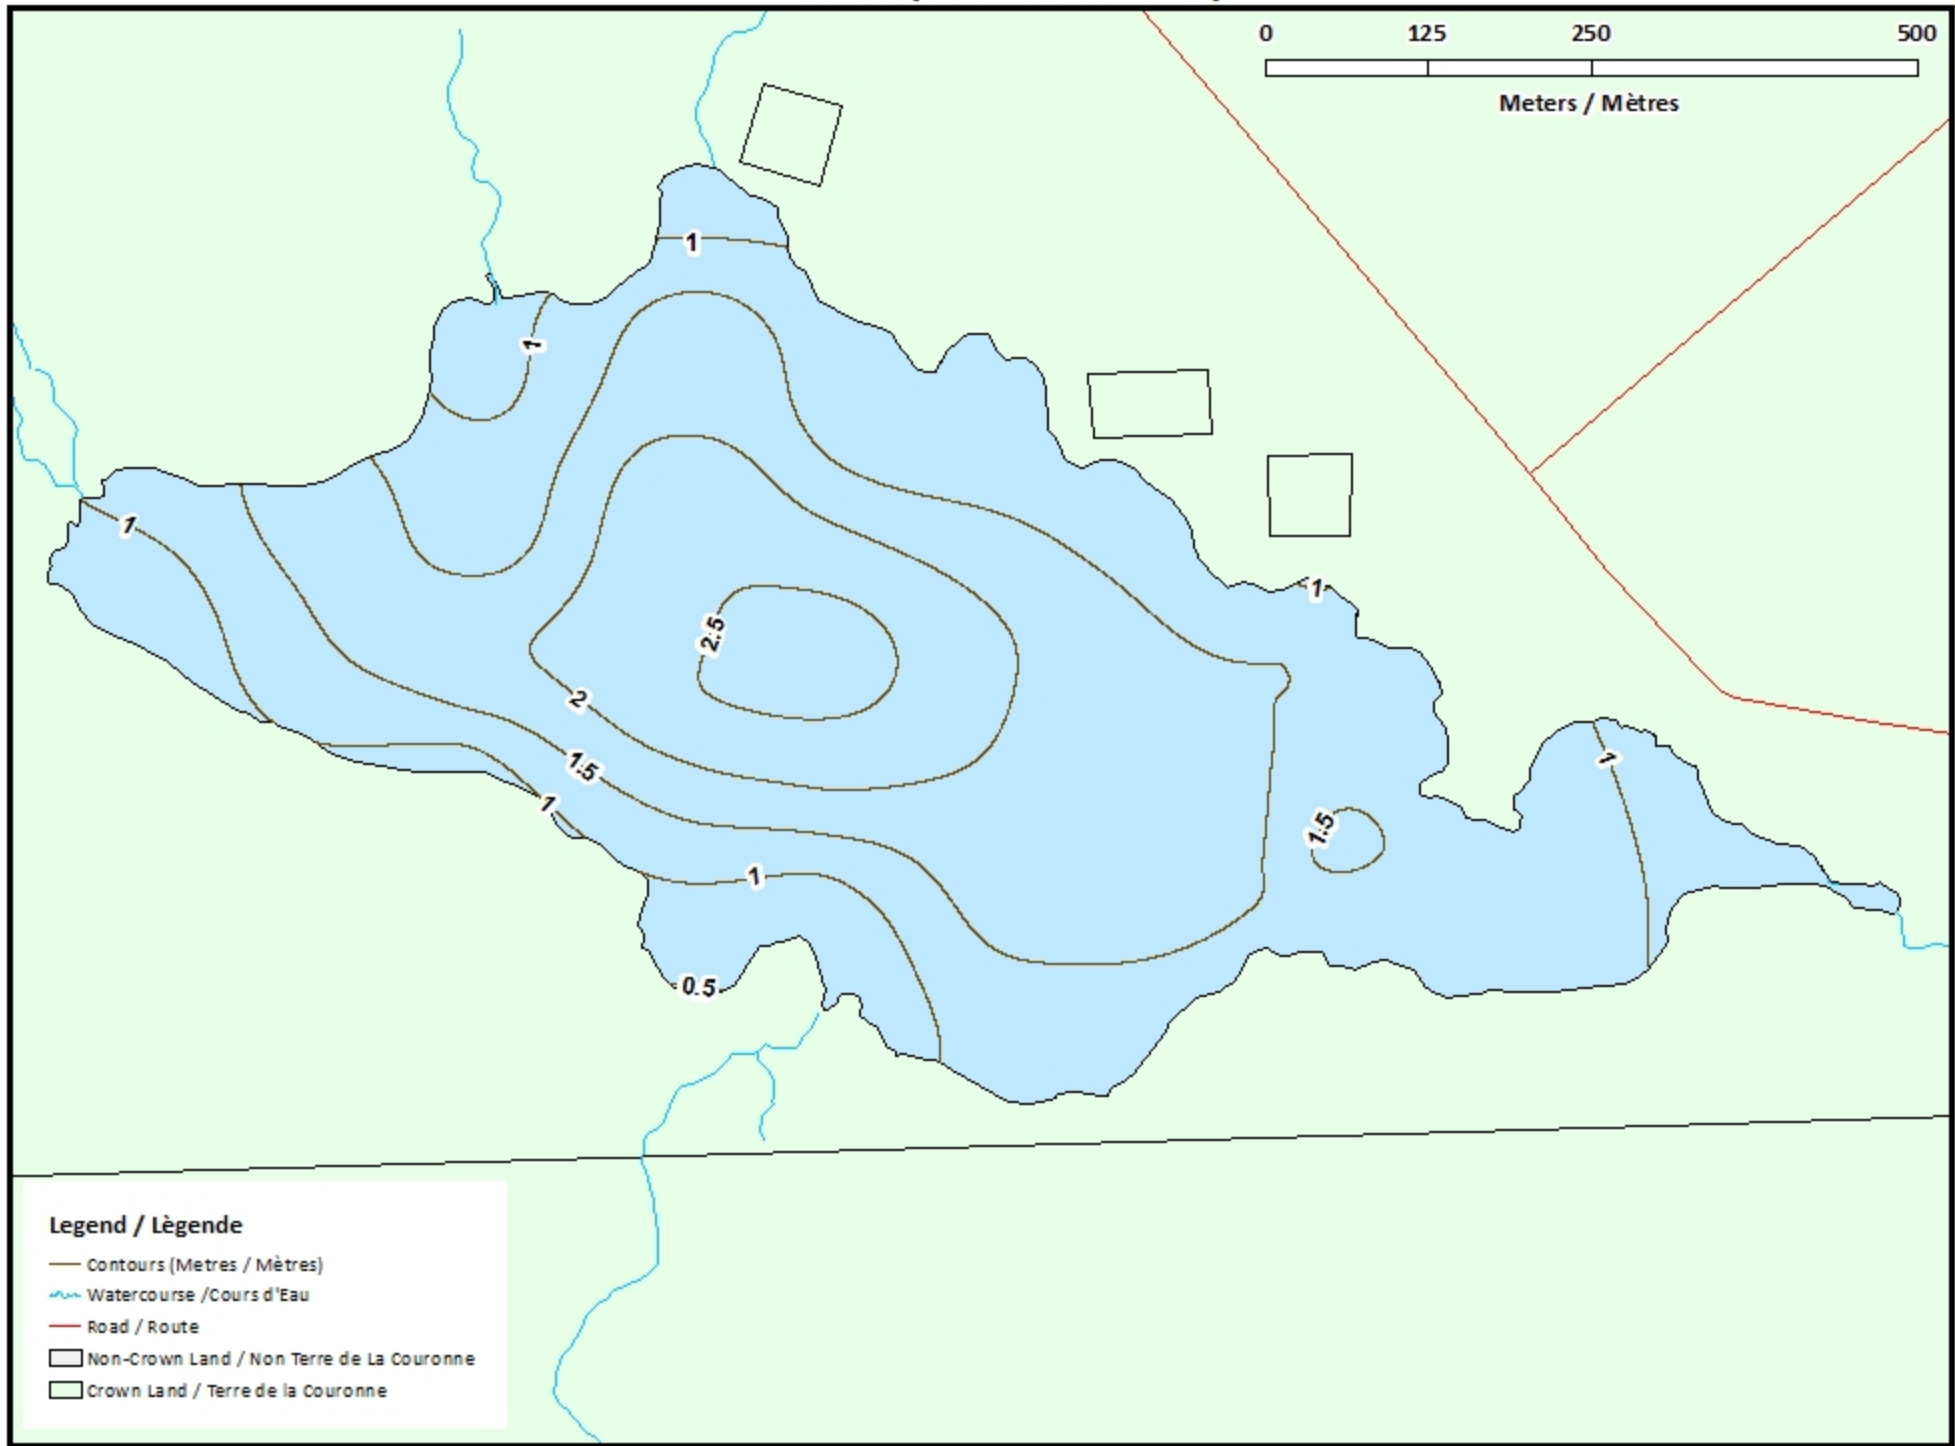 0 125 250 500
Meters / Mètres
1
1
1
1
2.5
2
1.5
1
1
1.5
1
0.5
Legend / Lègende
Contours (Metres / Mètres)
Watercourse /Cours d'Eau
Road / Route
Non-Crown Land / Non Terre de La Couronne
Crown Land / Terre de la Couronne